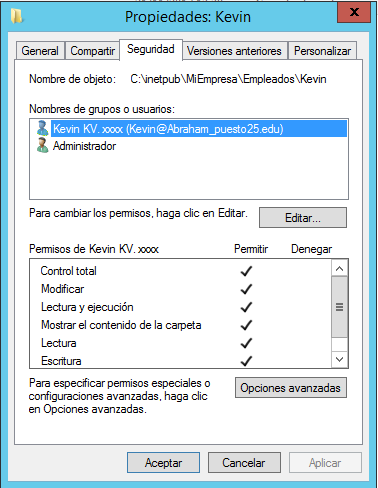 Propiedades: Kevin
General Compartir Seguridad Versiones anteriores Personalizar
Nombre de objeto: C:\inetpub\MiEmpresa\Empleados\Kevin
Nombres de grupos o usuarios:
Kevin KV. xxxx (Kevin@Abraham_puesto25.edu)
Administrador
Para cambiar los permisos, haga clic en Editar.
Editar...
Permisos de Kevin KV. xxxx Permitir Denegar
Control total
Modificar
Lectura y ejecución
Mostrar el contenido de la carpeta
Lectura
Escritura
Para especificar permisos especiales o
configuraciones avanzadas, haga clic
en Opciones avanzadas.
Opciones avanzadas
Aceptar Cancelar Aplicar